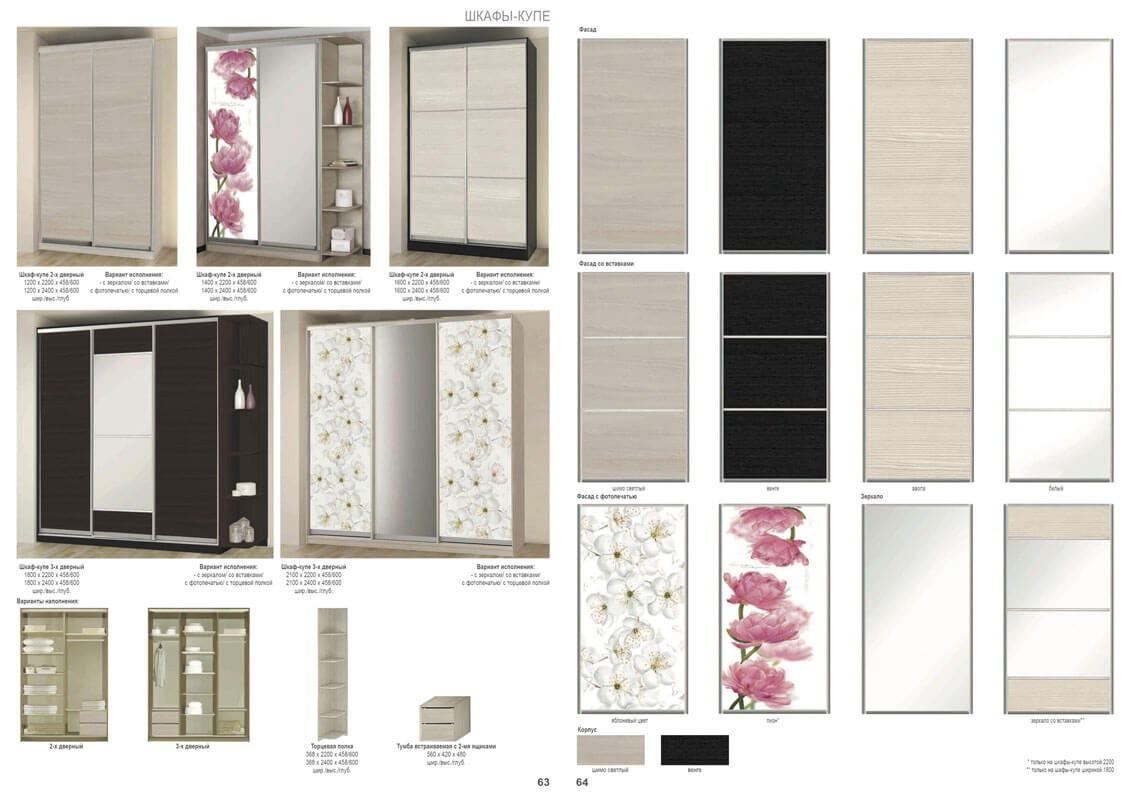 ШКАФЫ-КУПЕ
Шкаф-купе 2-х дверный
1200 х 2200 х 458/600
1200 х 2400 х 458/600
шир./выс./глуб.
Вариант исполнения:
- с зеркалом/ со вставками/
с фотопечатью/ с торцевой полкой
Шкаф-купе 2-х дверный
1400 х 2200 х 458/600
1400 х 2400 х 458/600
шир./выс./глуб.
Вариант исполнения:
- с зеркалом/ со вставками/
с фотопечатью/ с торцевой полкой
Шкаф-купе 2-х дверный
1600 х 2200 х 458/600
1600 х 2400 х 458/600
шир./выс./глуб.
Вариант исполнения:
- с зеркалом/ со вставками/
с фотопечатью/ с торцевой полкой
Шкаф-купе 3-х дверный
1800 х 2200 х 458/600
1800 х 2400 х 458/600
шир./выс./глуб.
Вариант исполнения:
- с зеркалом/ со вставками/
с фотопечатью/ с торцевой полкой
Шкаф-купе 3-х дверный
2100 х 2200 х 458/600
2100 х 2400 х 458/600
шир./выс./глуб.
Вариант исполнения:
- с зеркалом/ со вставками/
с фотопечатью/ с торцевой полкой
Варианты наполнения:
2-х дверный
3-х дверный
Торцевая полка
368 х 2200 х 458/600
368 х 2400 х 458/600
шир./выс./глуб.
Тумба встраиваемая с 2-мя ящиками
560 х 420 х 460
шир./выс./глуб.
63
Фасад
Фасад со вставками
шимо светлый
венге
авола
белый
Фасад с фотопечатью
Зеркало
яблоневый цвет
пион*
зеркало со вставками**
Корпус
шимо светлый
венге
* только на шкафы-купе высотой 2200
** только на шафы-купе шириной 1800
64